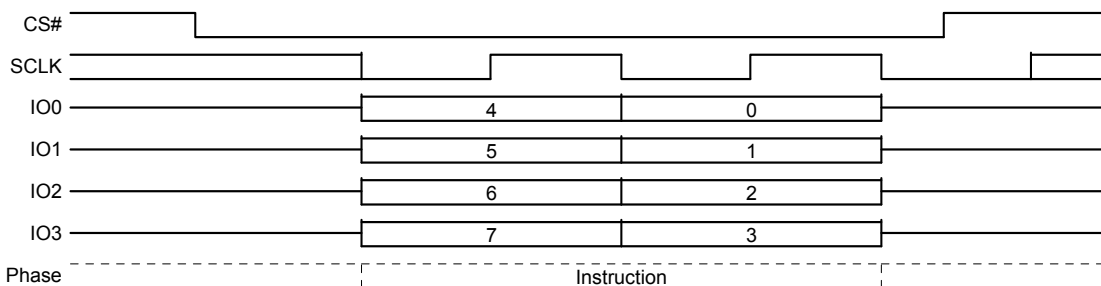 CS#
SCLK
IO0 4 0
IO1 5 1
IO2 6 2
IO3 7 3
Phase Instruction